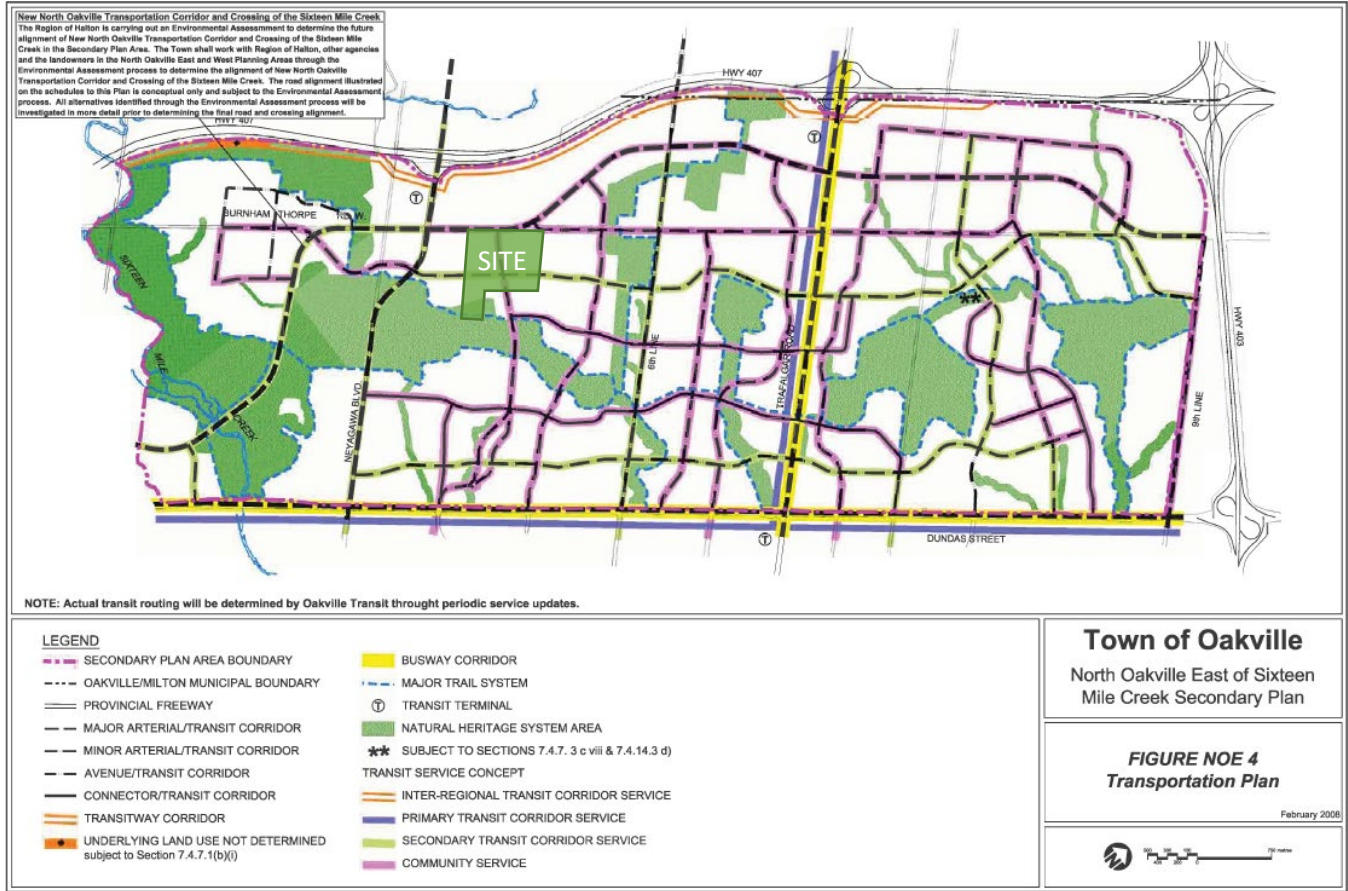 New North Oakville Transportation Corridor and Crossing of the Sixteen Mile Creek
The Region of Halton is carrying out an Environmental Assessment to determine the future
alignment of New North Oakville Transportation Corridor and Crossing of the Sixteen Mile
Creek in the Secondary Plan Area. The Town shall work with Region of Halton, other agencies
and the landowners in the North Oakville East and West Planning Areas through the
Environmental Assessment process to determine the alignment of New North Oakville
Transportation Corridor and Crossing of the Sixteen Mile Creek. The road alignment illustrated
on the schedules to this Plan is conceptual only and subject to the Environmental Assessment
process. All alternatives identified through the Environmental Assessment process will be
investigated in more detail prior to determining the final road and crossing alignment.
HWY 407
HWY 407
T
T
BURNHAM THORPE RD. W.
SITE
SIXTEEN
MILE
CREEK
NEYAGAWA BLVD.
6th LINE
TRAFALGAR ROAD
**
9th LINE
HWY 403
T
DUNDAS STREET
NOTE: Actual transit routing will be determined by Oakville Transit throught periodic service updates.
LEGEND
SECONDARY PLAN AREA BOUNDARY
OAKVILLE/MILTON MUNICIPAL BOUNDARY
PROVINCIAL FREEWAY
MAJOR ARTERIAL/TRANSIT CORRIDOR
MINOR ARTERIAL/TRANSIT CORRIDOR
AVENUE/TRANSIT CORRIDOR
CONNECTOR/TRANSIT CORRIDOR
TRANSITWAY CORRIDOR
UNDERLYING LAND USE NOT DETERMINED
subject to Section 7.4.7.1(b)(i)
BUSWAY CORRIDOR
MAJOR TRAIL SYSTEM
T TRANSIT TERMINAL
NATURAL HERITAGE SYSTEM AREA
** SUBJECT TO SECTIONS 7.4.7. 3 c viii & 7.4.14.3 d)
TRANSIT SERVICE CONCEPT
INTER-REGIONAL TRANSIT CORRIDOR SERVICE
PRIMARY TRANSIT CORRIDOR SERVICE
SECONDARY TRANSIT CORRIDOR SERVICE
COMMUNITY SERVICE
Town of Oakville
North Oakville East of Sixteen
Mile Creek Secondary Plan
FIGURE NOE 4
Transportation Plan
February 2008